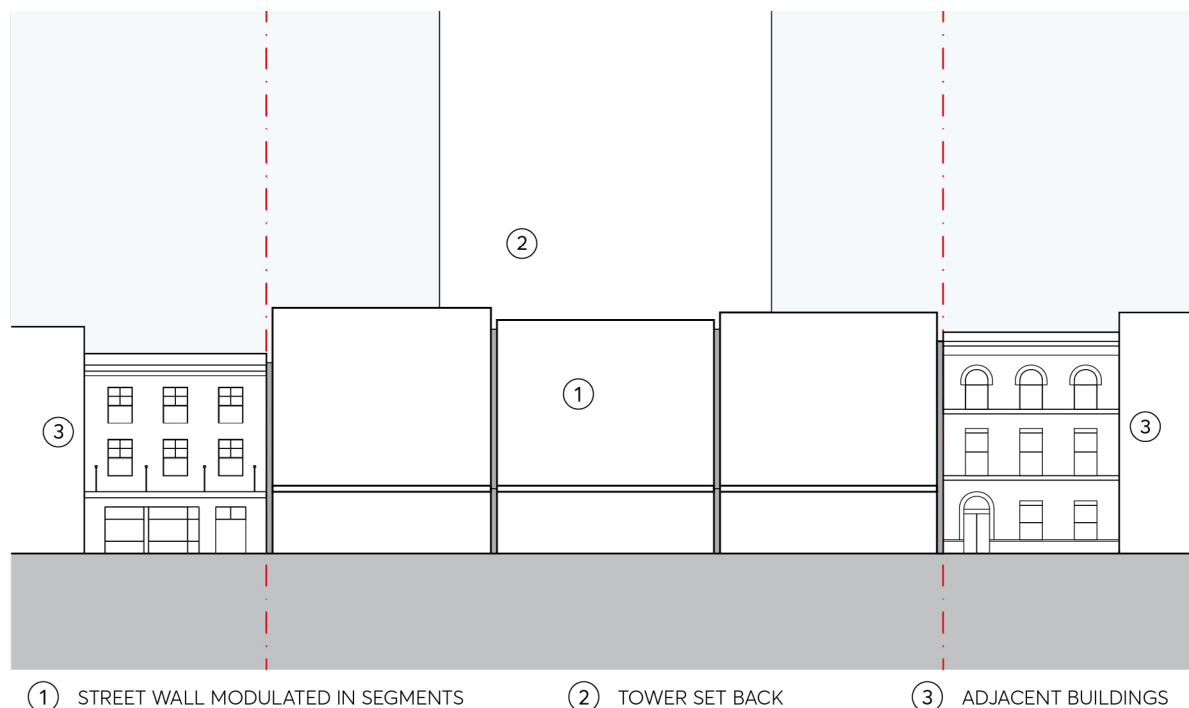 2
1
3
3
1 STREET WALL MODULATED IN SEGMENTS 2 TOWER SET BACK 3 ADJACENT BUILDINGS